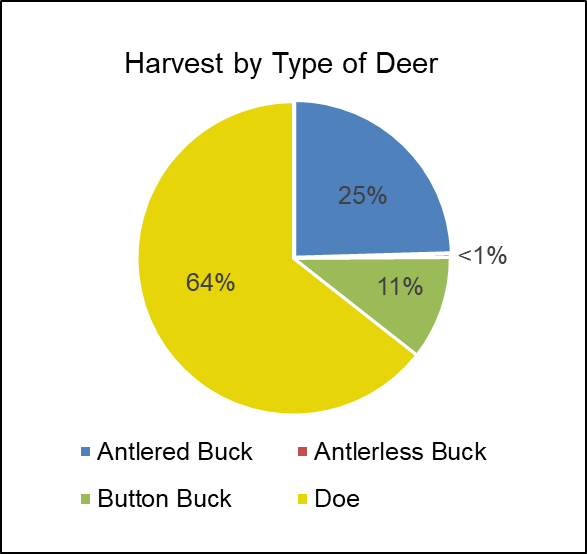 Harvest by Type of Deer
25%
<1%
11%
64%
Antlered Buck
Antlerless Buck
Button Buck
Doe